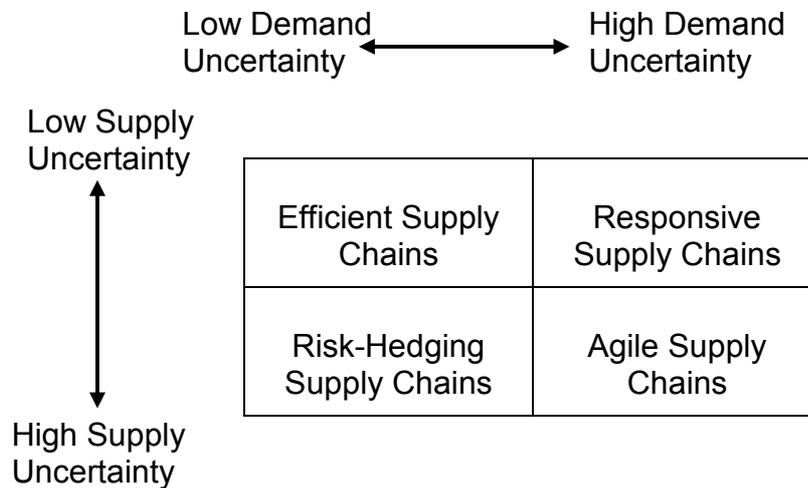 Low Demand
Uncertainty
High Demand
Uncertainty
Low Supply
Uncertainty
Efficient Supply
Chains
Responsive
Supply Chains
Risk-Hedging
Supply Chains
Agile Supply
Chains
High Supply
Uncertainty